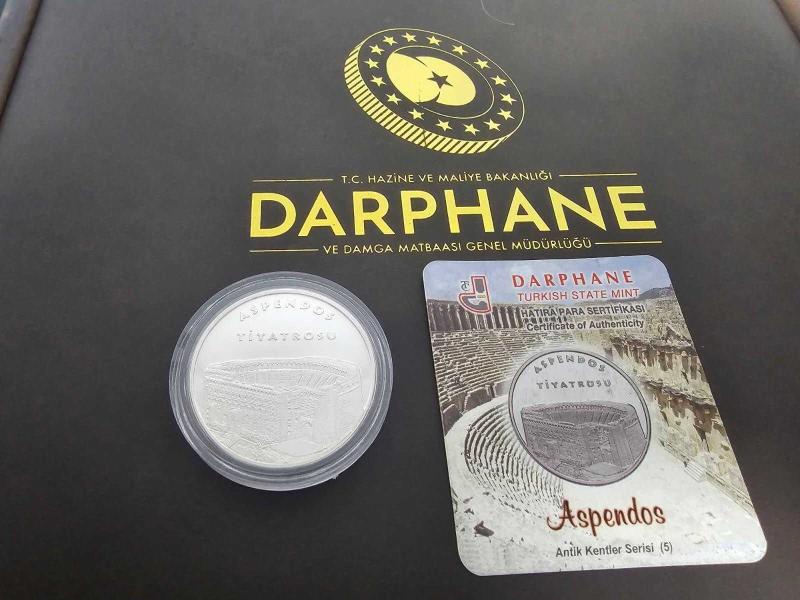 T.C. HAZİNE VE MALİYE BAKANLIĞI
DARPHANE
VE DAMGA MATBAASI GENEL MÜDÜRLÜĞÜ
ASPENDOS
TİYATROSU
DARPHANE
TURKISH STATE MINT
HATIRA PARA SERTİFİKASI
Certificate of Authenticity
ASPENDOS
TİYATROSU
Aspendos
Antik Kentler Serisi (5)